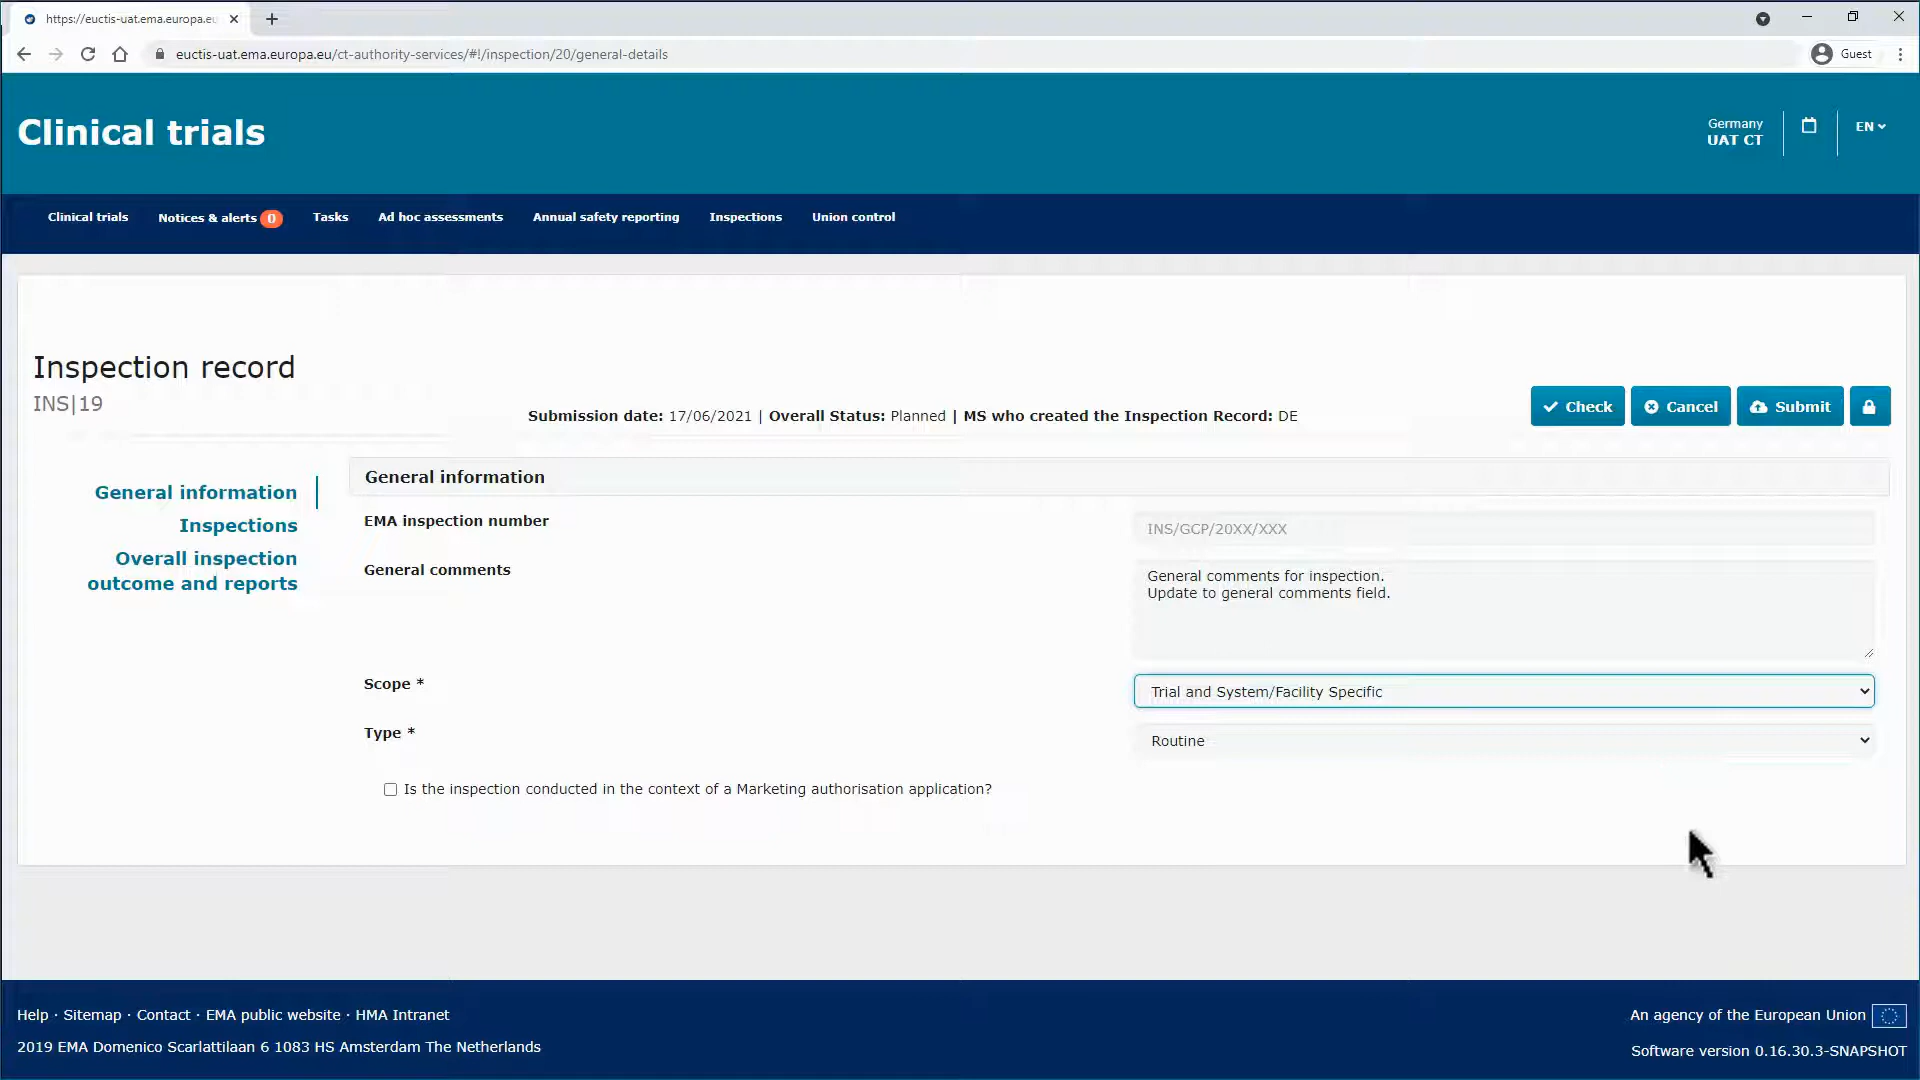 https://euctis-uat.ema.europa.eu
euctis-uat.ema.europa.eu/ct-authority-services/#!/inspection/20/general-details
Guest
Clinical trials
Germany
UAT CT
EN
Clinical trials
Notices & alerts 0
Tasks
Ad hoc assessments
Annual safety reporting
Inspections
Union control
Inspection record
INS|19
Submission date: 17/06/2021 | Overall Status: Planned | MS who created the Inspection Record: DE
Check
Cancel
Submit
General information
Inspections
Overall inspection
outcome and reports
General information
EMA inspection number
INS/GCP/20XX/XXX
General comments
General comments for inspection.
Update to general comments field.
Scope *
Trial and System/Facility Specific
Type *
Routine
Is the inspection conducted in the context of a Marketing authorisation application?
Help · Sitemap · Contact · EMA public website · HMA Intranet
2019 EMA Domenico Scarlattilaan 6 1083 HS Amsterdam The Netherlands
An agency of the European Union
Software version 0.16.30.3-SNAPSHOT